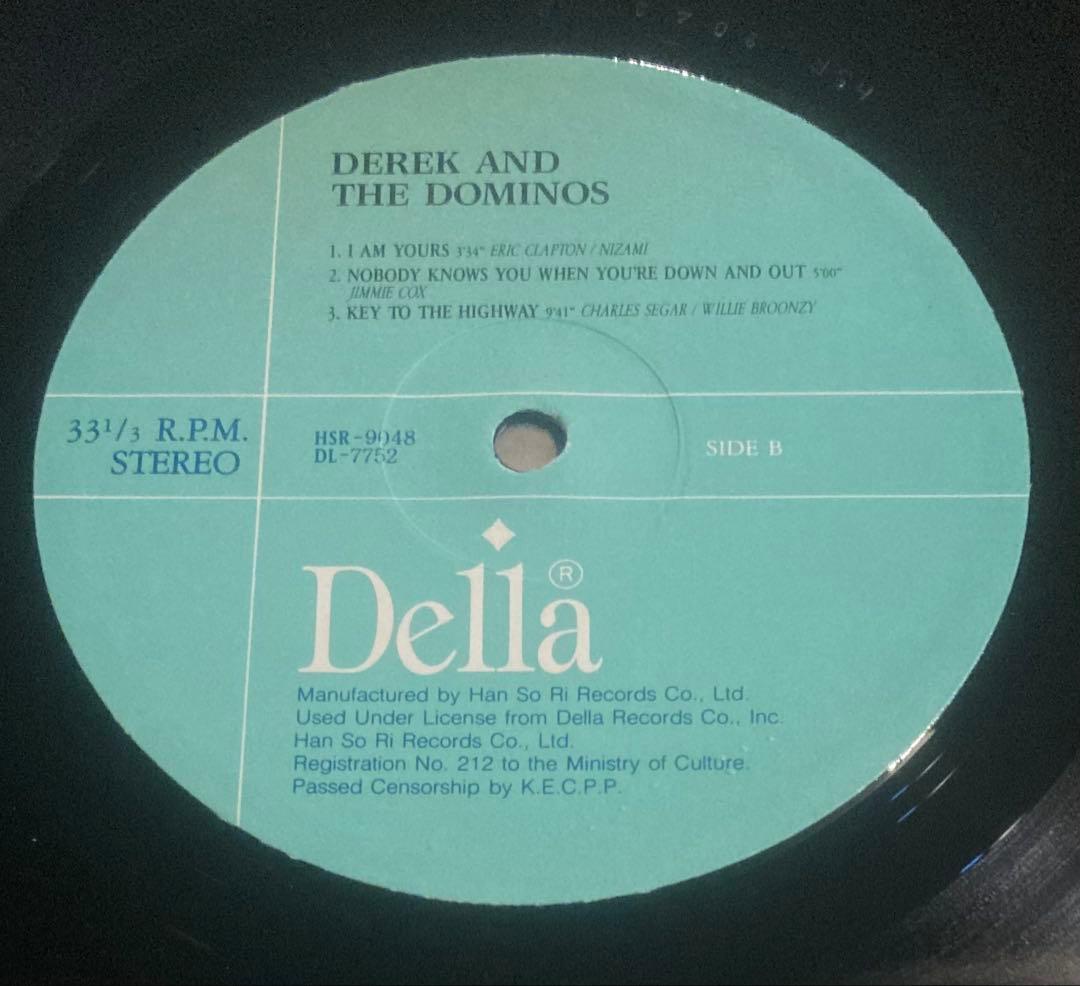 DEREK AND
THE DOMINOS
1. I AM YOURS 3'34" ERIC CLAPTON / NIZAMI
2. NOBODY KNOWS YOU WHEN YOU'RE DOWN AND OUT 5'00"
JIMMIE COX
3. KEY TO THE HIGHWAY 9'41" CHARLES SEGAR / WILLIE BROONZY
33 1/3 R.P.M.
STEREO
HSR-9048
DL-7752
SIDE B
Della ®
Manufactured by Han So Ri Records Co., Ltd.
Used Under License from Della Records Co., Inc.
Han So Ri Records Co., Ltd.
Registration No. 212 to the Ministry of Culture.
Passed Censorship by K.E.C.P.P.